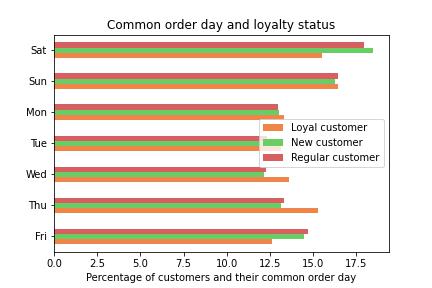 Common order day and loyalty status
Sat
Sun
Mon
Tue
Wed
Thu
Fri
Loyal customer
New customer
Regular customer
0.0 2.5 5.0 7.5 10.0 12.5 15.0 17.5
Percentage of customers and their common order day